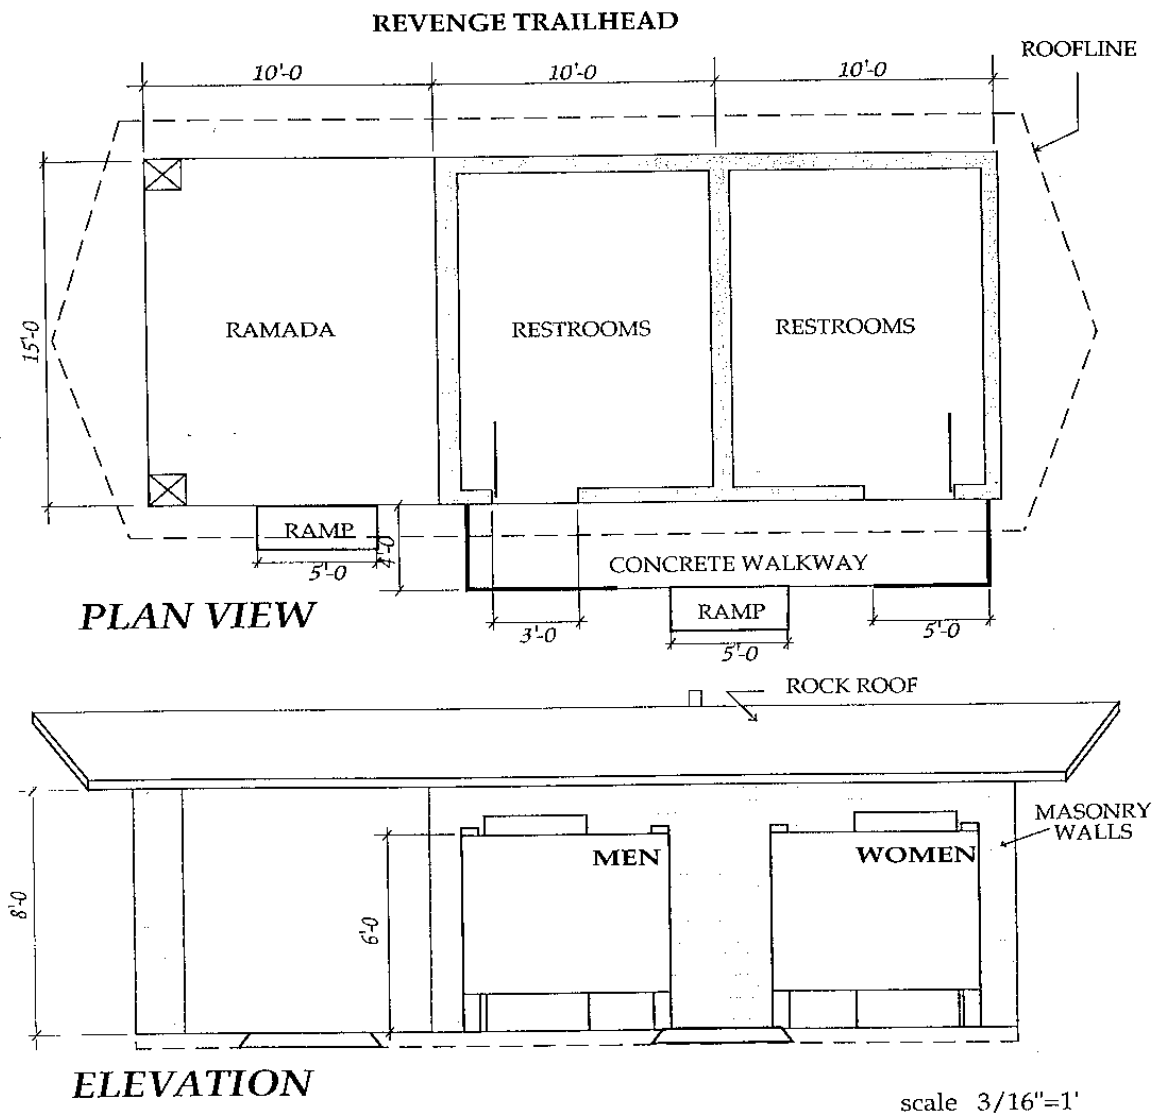 REVENGE TRAILHEAD
ROOFLINE
10'-0
10'-0
10'-0
15'-0
RAMADA
RESTROOMS
RESTROOMS
RAMP
4'-0
5'-0
CONCRETE WALKWAY
RAMP
3'-0
5'-0
5'-0
PLAN VIEW
ROCK ROOF
MASONRY
WALLS
MEN
WOMEN
8'-0
6'-0
ELEVATION
scale 3/16"=1'